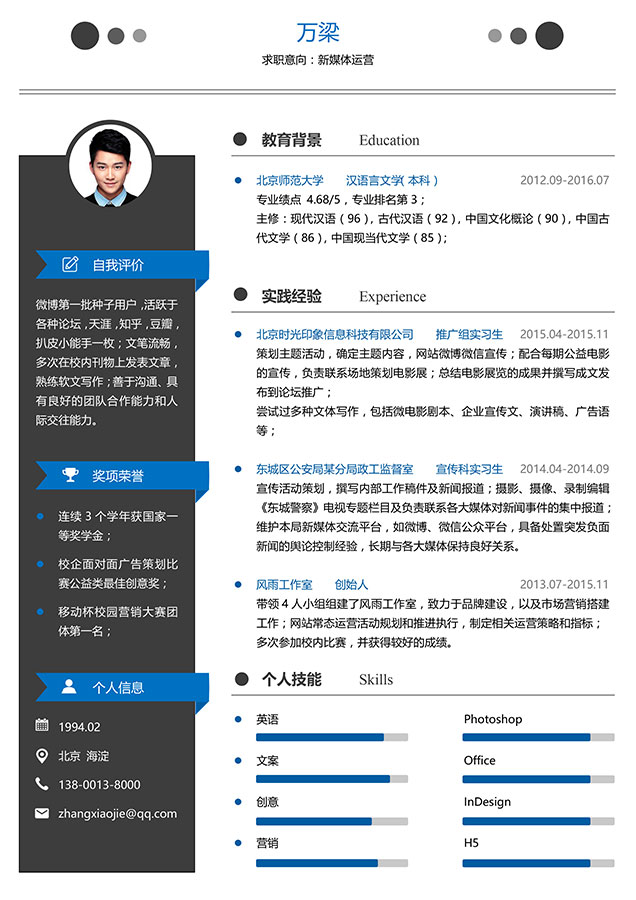 万梁
求职意向：新媒体运营
自我评价
微博第一批种子用户,活跃于
各种论坛,天涯,知乎,豆瓣,
扒皮小能手一枚；文笔流畅,
多次在校内刊物上发表文章,
熟练软文写作；善于沟通、具
有良好的团队合作能力和人
际交往能力。
奖项荣誉
连续 3 个学年获国家一
等奖学金；
校企面对面广告策划比
赛公益类最佳创意奖；
移动杯校园营销大赛团
体第一名；
个人信息
1994.02
北京 海淀
138-0013-8000
zhangxiaojie@qq.com
教育背景 Education
北京师范大学 汉语言文学( 本科 ) 2012.09-2016.07
专业绩点 4.68/5，专业排名第 3；
主修：现代汉语（96），古代汉语（92），中国文化概论（90），中国古
代文学（86），中国现当代文学（85）；
实践经验 Experience
北京时光印象信息科技有限公司 推广组实习生 2015.04-2015.11
策划主题活动，确定主题内容，网站微博微信宣传；配合每期公益电影
的宣传，负责联系场地策划电影展；总结电影展览的成果并撰写成文发
布到论坛推广；
尝试过多种文体写作，包括微电影剧本、企业宣传文、演讲稿、广告语
等；
东城区公安局某分局政工监督室 宣传科实习生 2014.04-2014.09
宣传活动策划，撰写内部工作稿件及新闻报道；摄影、摄像、录制编辑
《东城警察》电视专题栏目及负责联系各大媒体对新闻事件的集中报道；
维护本局新媒体交流平台，如微博、微信公众平台，具备处置突发负面
新闻的舆论控制经验，长期与各大媒体保持良好关系。
风雨工作室 创始人 2013.07-2015.11
带领 4 人小组组建了风雨工作室，致力于品牌建设，以及市场营销搭建
工作；网站常态运营活动规划和推进执行，制定相关运营策略和指标；
多次参加校内比赛，并获得较好的成绩。
个人技能 Skills
英语 Photoshop
文案 Office
创意 InDesign
营销 H5